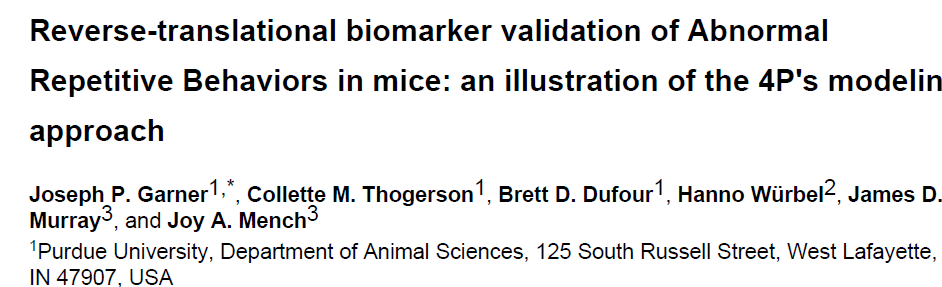 Reverse-translational biomarker validation of Abnormal
Repetitive Behaviors in mice: an illustration of the 4P's modelin
approach
Joseph P. Garner1,*, Collette M. Thogerson1, Brett D. Dufour1, Hanno Würbel2, James D.
Murray3, and Joy A. Mench3
1Purdue University, Department of Animal Sciences, 125 South Russell Street, West Lafayette,
IN 47907, USA